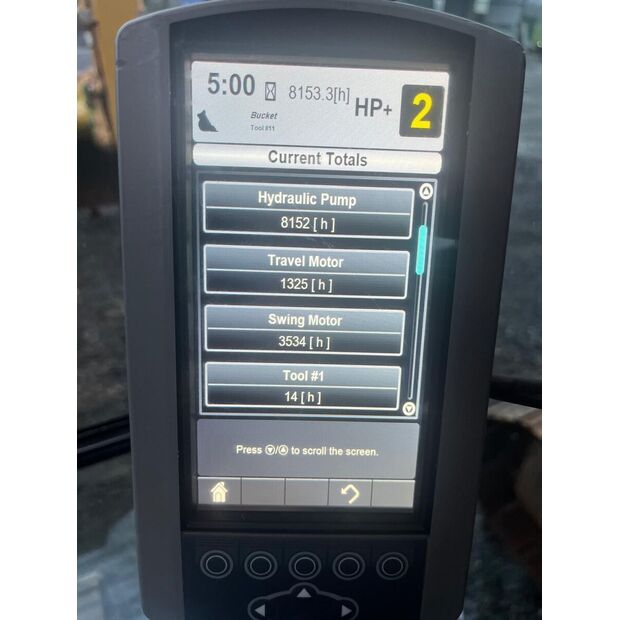 5:00 8153.3[h] HP+ 2
Bucket
Tool #11
Current Totals
Hydraulic Pump
8152 [ h ]
Travel Motor
1325 [ h ]
Swing Motor
3534 [ h ]
Tool #1
14 [ h ]
Press ▼/▲ to scroll the screen.